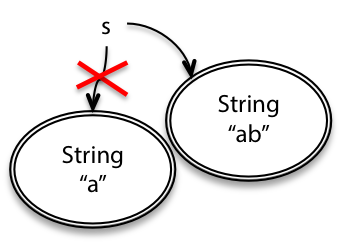 s
String
“ab”
String
“a”